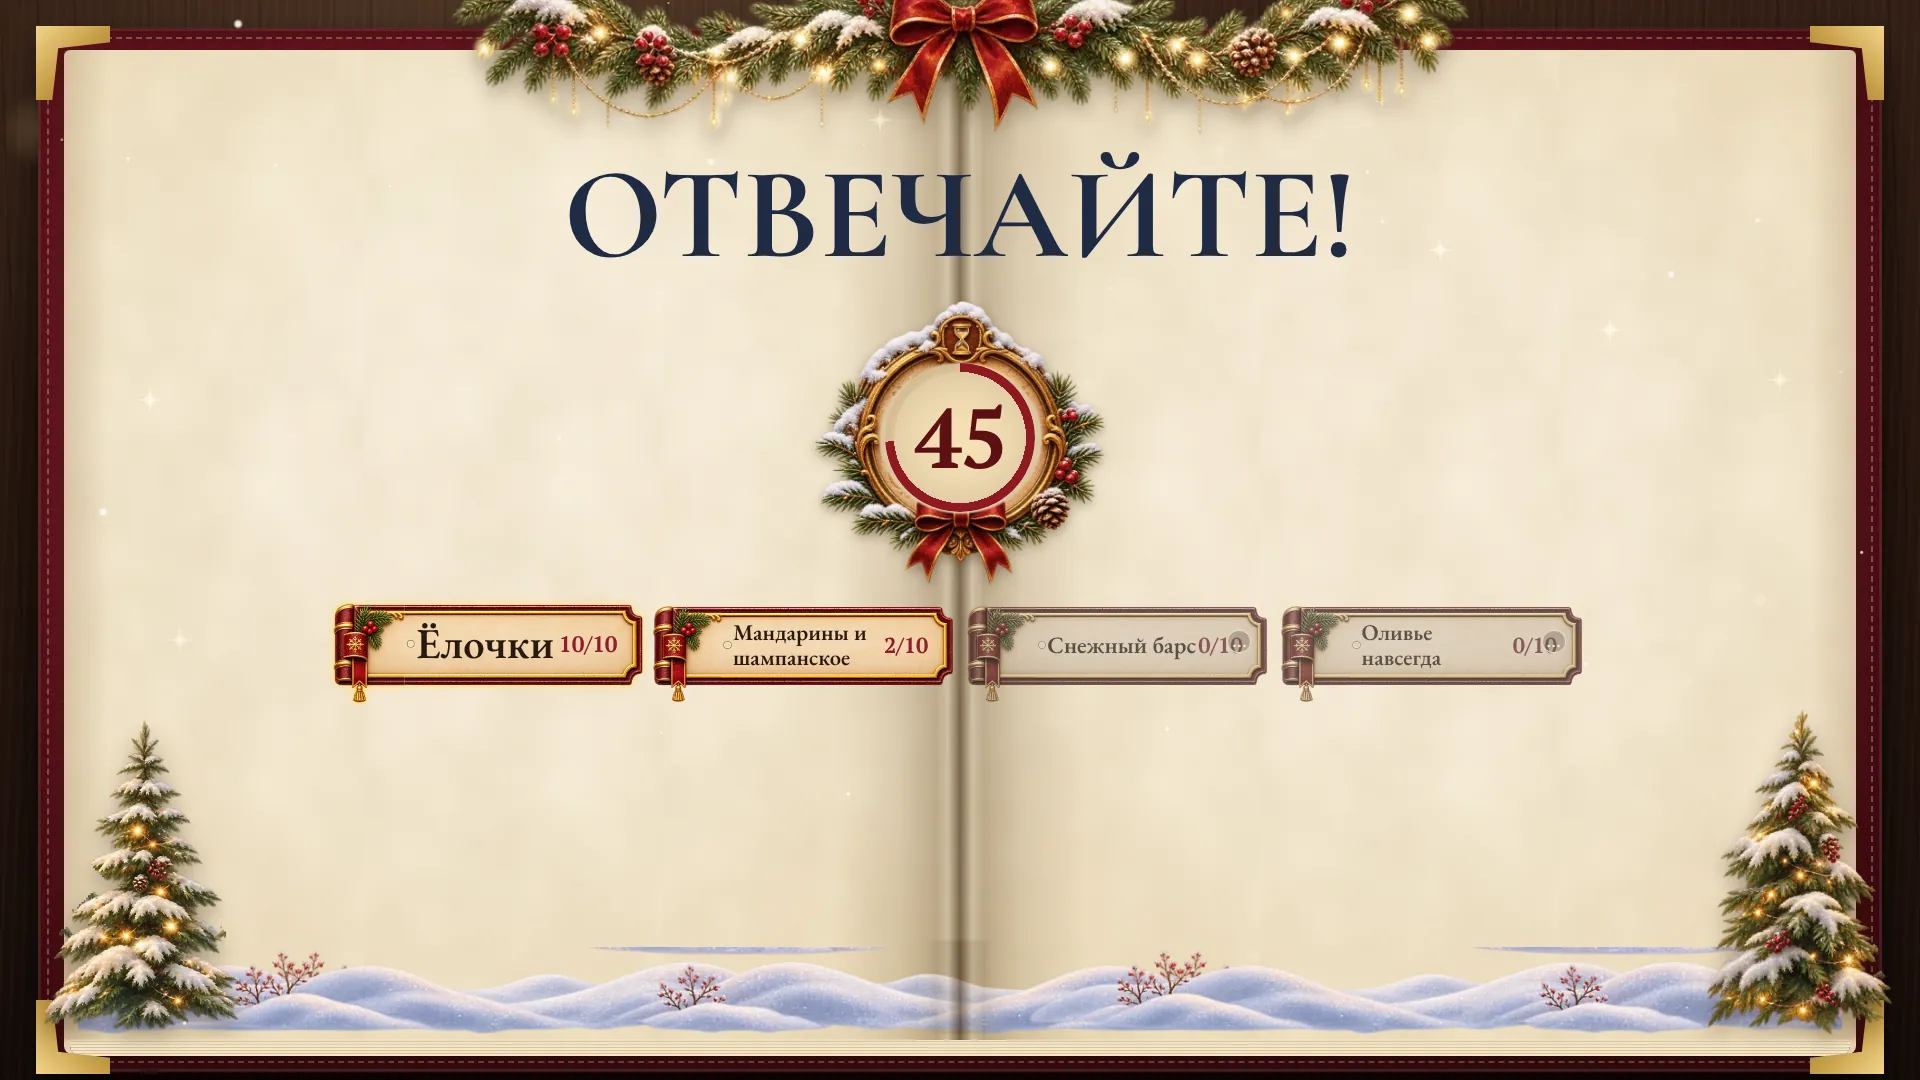 ОТВЕЧАЙТЕ!
45
Ёлочки 10/10
Мандарины и
шампанское
2/10
Снежный барс 0/10
Оливье
навсегда
0/10